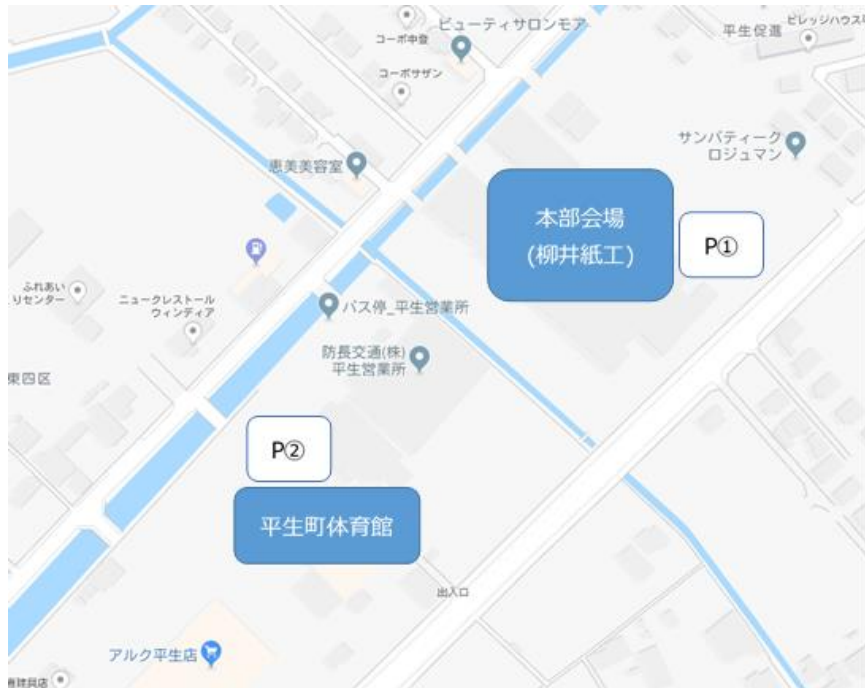 ビューティサロンモア
コーポ中登
コーポサザン
平生促進
ビレッジハウス
サンパティーク
ロジュマン
恵美美容室
本部会場
(柳井紙工)
P①
ふれあい
りセンター
ニュークレストール
ウィンディア
バス停_平生営業所
防長交通(株)
平生営業所
東四区
P②
平生町体育館
出入口
アルク平生店
建具店